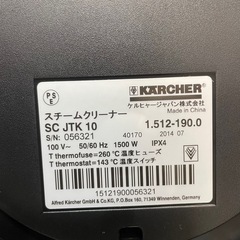 P S
E
KÄRCHER
ケルヒャージャパン株式会社
Made in China
スチームクリーナー
SC JTK 10
1.512-190.0
S/N: 056321
40170
2014 07
100 V~ 50/60 Hz 1500 W IPX4
T thermofuse=260 °C 温度ヒューズ
T thermostat=143 °C 温度スイッチ
15121900056321
Alfred Kärcher GmbH & Co.KG, P.O. Box 160, 71349 Winnenden, Germany